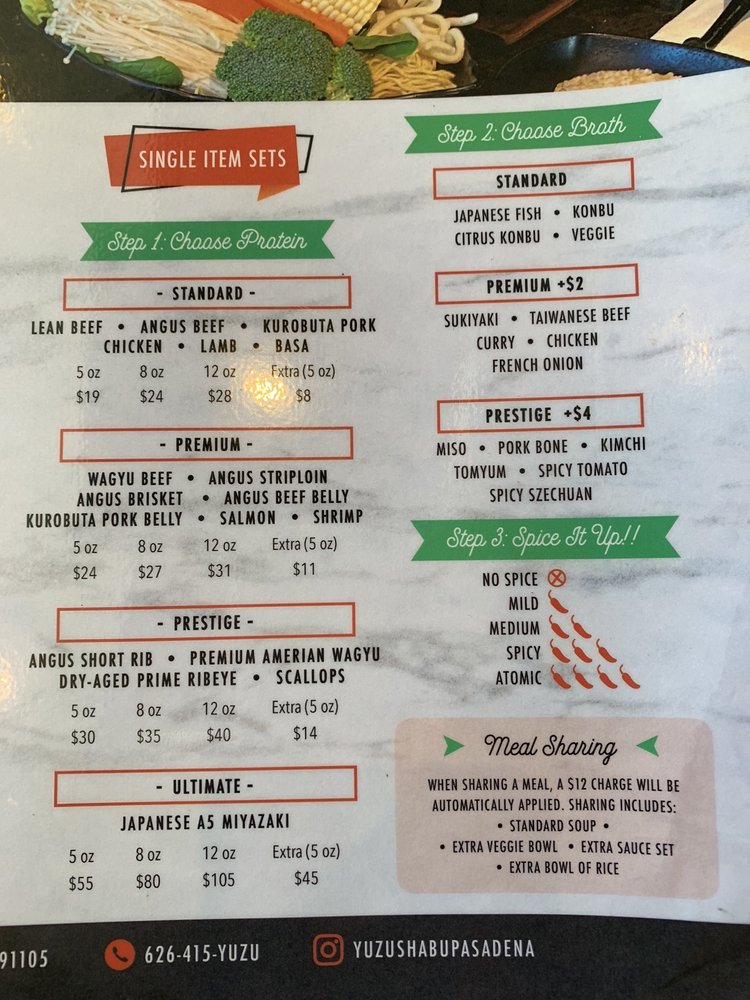 SINGLE ITEM SETS
Step 1: Choose Protein
- STANDARD -
LEAN BEEF • ANGUS BEEF • KUROBUTA PORK
CHICKEN • LAMB • BASA
5 oz 8 oz 12 oz Extra (5 oz)
$19 $24 $28 $8
- PREMIUM -
WAGYU BEEF • ANGUS STRIPLOIN
ANGUS BRISKET • ANGUS BEEF BELLY
KUROBUTA PORK BELLY • SALMON • SHRIMP
5 oz 8 oz 12 oz Extra (5 oz)
$24 $27 $31 $11
- PRESTIGE -
ANGUS SHORT RIB • PREMIUM AMERIAN WAGYU
DRY-AGED PRIME RIBEYE • SCALLOPS
5 oz 8 oz 12 oz Extra (5 oz)
$30 $35 $40 $14
- ULTIMATE -
JAPANESE A5 MIYAZAKI
5 oz 8 oz 12 oz Extra (5 oz)
$55 $80 $105 $45
Step 2: Choose Broth
STANDARD
JAPANESE FISH • KONBU
CITRUS KONBU • VEGGIE
PREMIUM +$2
SUKIYAKI • TAIWANESE BEEF
CURRY • CHICKEN
FRENCH ONION
PRESTIGE +$4
MISO • PORK BONE • KIMCHI
TOMYUM • SPICY TOMATO
SPICY SZECHUAN
Step 3: Spice It Up!!
NO SPICE
MILD
MEDIUM
SPICY
ATOMIC
Meal Sharing
WHEN SHARING A MEAL, A $12 CHARGE WILL BE
AUTOMATICALLY APPLIED. SHARING INCLUDES:
• STANDARD SOUP •
• EXTRA VEGGIE BOWL • EXTRA SAUCE SET
• EXTRA BOWL OF RICE
91105 626-415-YUZU YUZUSHABUPASADENA